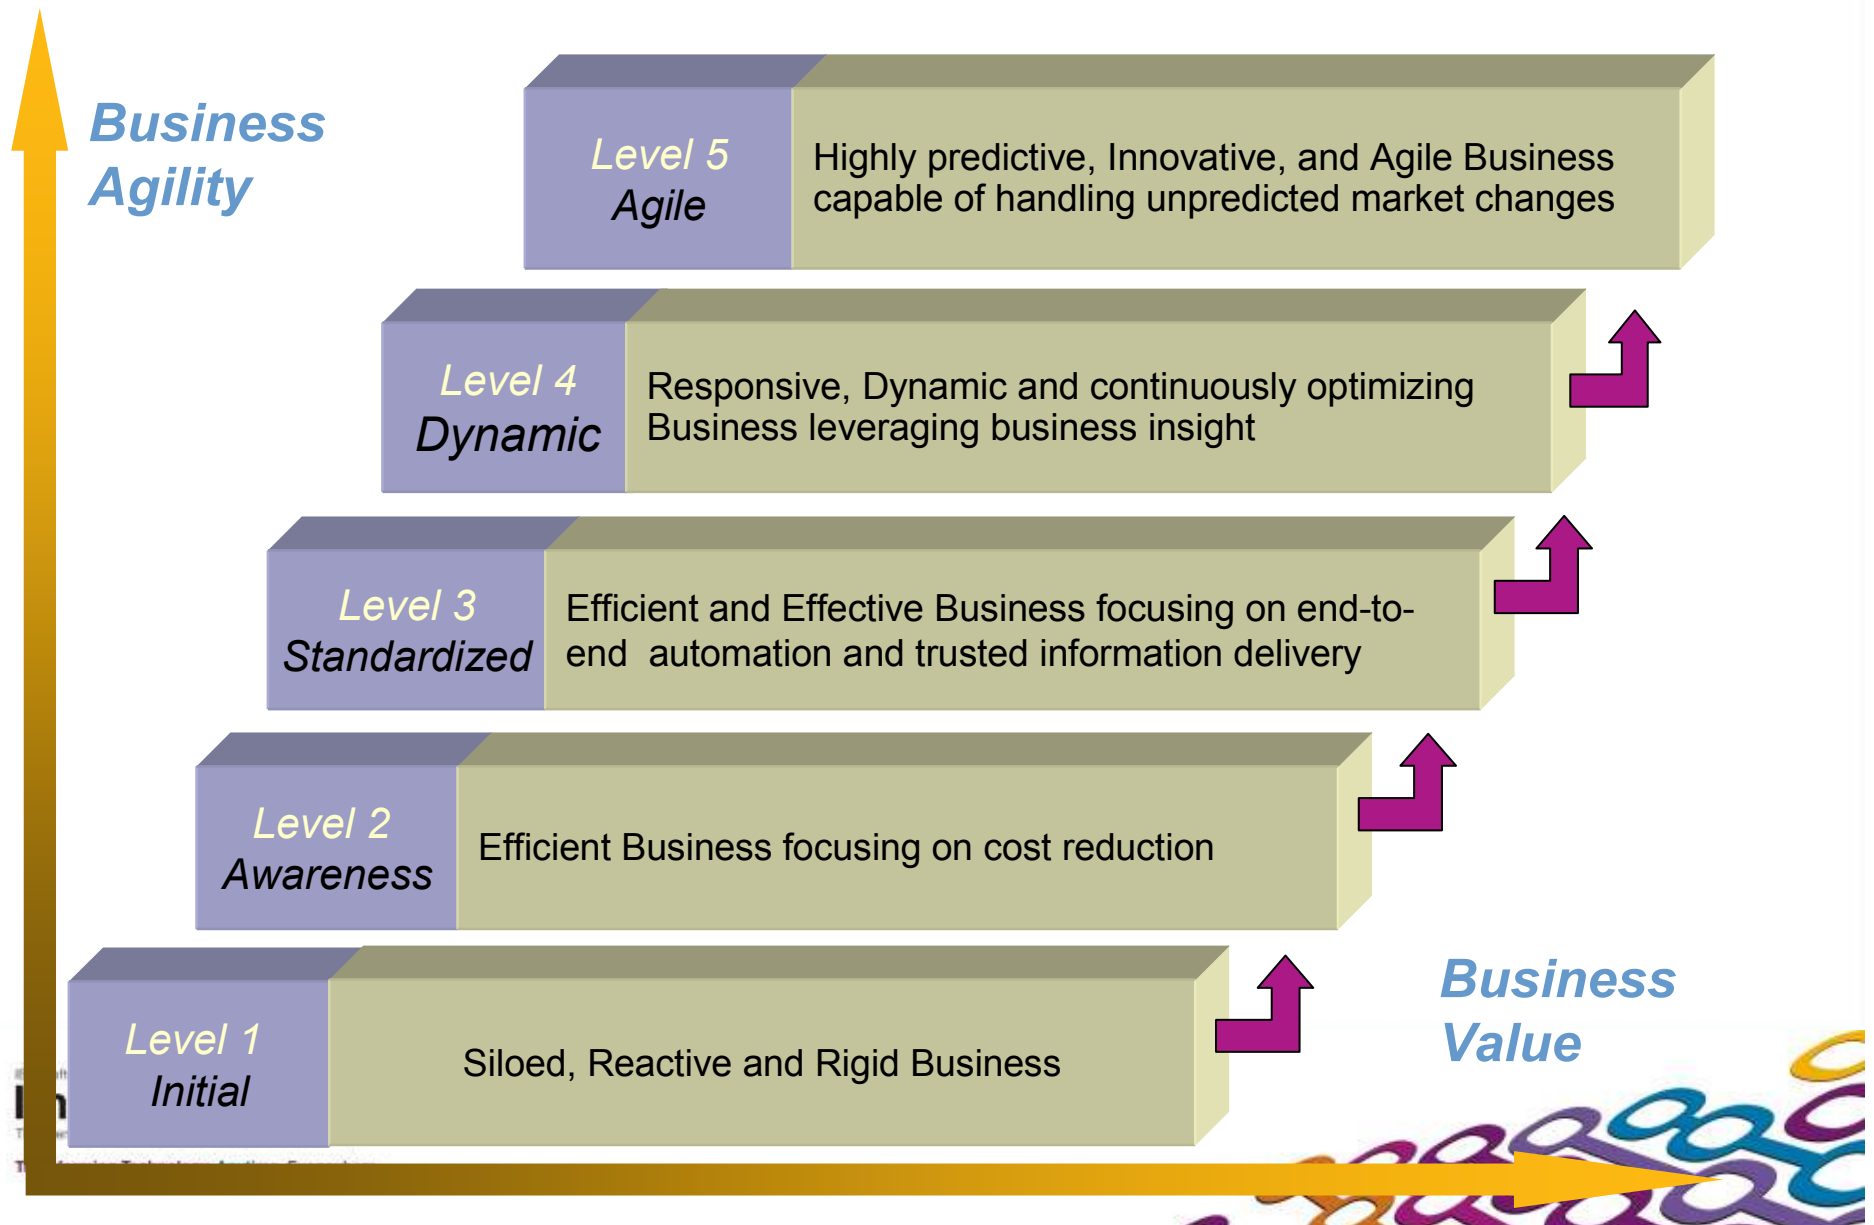 Business
Agility
Level 5
Agile
Highly predictive, Innovative, and Agile Business
capable of handling unpredicted market changes
Level 4
Dynamic
Responsive, Dynamic and continuously optimizing
Business leveraging business insight
Level 3
Standardized
Efficient and Effective Business focusing on end-to-
end automation and trusted information delivery
Level 2
Awareness
Efficient Business focusing on cost reduction
Level 1
Initial
Siloed, Reactive and Rigid Business
Business
Value